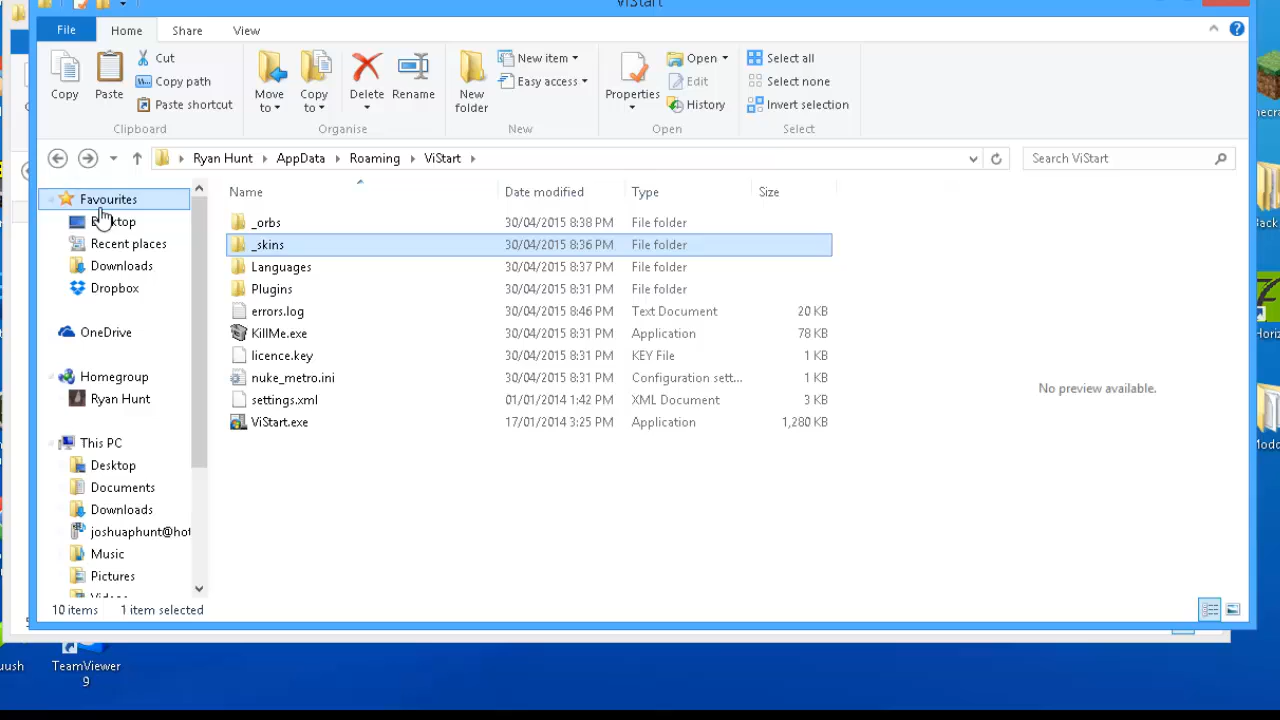 ViStart
File Home Share View
Copy Paste Cut Copy path Paste shortcut Move to Copy to Delete Rename New folder New item Easy access Properties Open Edit History Select all Select none Invert selection
Clipboard Organise New Open Select
Ryan Hunt AppData Roaming ViStart Search ViStart
Name Date modified Type Size
Favourites
Desktop
Recent places
Downloads
Dropbox
OneDrive
Homegroup
Ryan Hunt
This PC
Desktop
Documents
Downloads
joshuaphunt@hot
Music
Pictures
Videos
_orbs 30/04/2015 8:38 PM File folder
_skins 30/04/2015 8:36 PM File folder
Languages 30/04/2015 8:37 PM File folder
Plugins 30/04/2015 8:31 PM File folder
errors.log 30/04/2015 8:46 PM Text Document 20 KB
KillMe.exe 30/04/2015 8:31 PM Application 78 KB
licence.key 30/04/2015 8:31 PM KEY File 1 KB
nuke_metro.ini 30/04/2015 8:31 PM Configuration sett... 1 KB
settings.xml 01/01/2014 1:42 PM XML Document 3 KB
ViStart.exe 17/01/2014 3:25 PM Application 1,280 KB
No preview available.
10 items 1 item selected
uush
TeamViewer
9
necr
Horiz
Modd